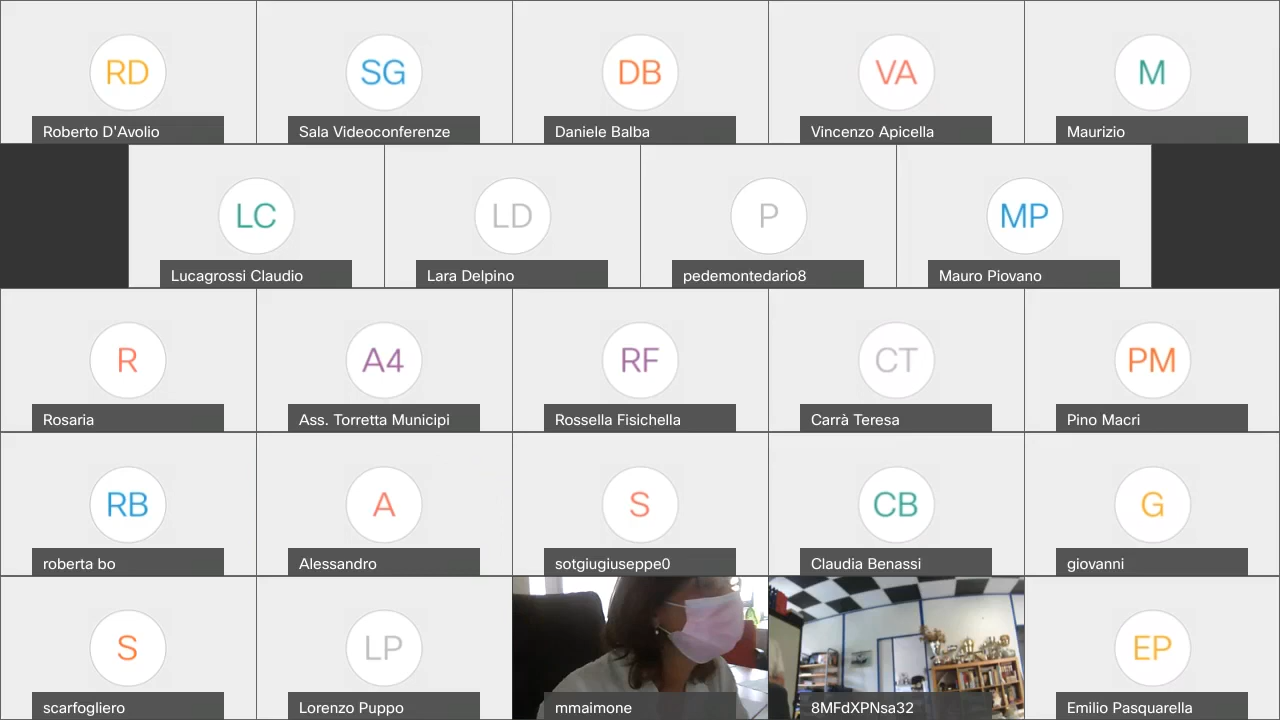 RD
SG
DB
VA
M
Roberto D'Avolio
Sala Videoconferenze
Daniele Balba
Vincenzo Apicella
Maurizio
LC
LD
P
MP
Lucagrossi Claudio
Lara Delpino
pedemontedario8
Mauro Piovano
R
A4
RF
CT
PM
Rosaria
Ass. Torretta Municipi
Rossella Fisichella
Carrà Teresa
Pino Macri
RB
A
S
CB
G
roberta bo
Alessandro
sotgiugiuseppe0
Claudia Benassi
giovanni
S
LP
EP
scarfogliero
Lorenzo Puppo
mmaimone
8MFdXPNsa32
Emilio Pasquarella